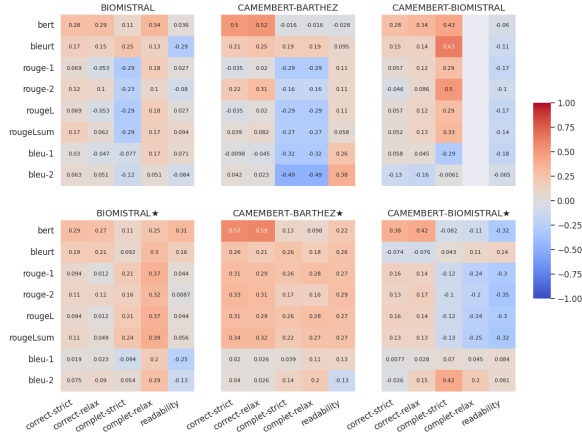 BIOMISTRAL CAMEMBERT-BARTHEZ CAMEMBERT-BIOMISTRAL
bert 0.28 0.29 0.11 0.34 0.036 0.5 0.52 -0.016 -0.016 -0.028 0.28 0.34 0.43 -0.06
bleurt 0.17 0.15 0.25 0.13 -0.29 0.21 0.25 0.19 0.19 0.095 0.15 0.14 0.63 -0.11
rouge-1 0.069 -0.053 -0.29 0.18 0.027 -0.035 0.02 -0.29 -0.29 0.11 0.057 0.12 0.29 -0.17
rouge-2 0.12 0.1 -0.23 0.1 -0.08 0.22 0.31 -0.16 -0.16 0.11 -0.046 0.086 0.5 -0.1
rougeL 0.069 -0.053 -0.29 0.18 0.027 -0.035 0.02 -0.29 -0.29 0.11 0.057 0.12 0.29 -0.17
rougeLsum 0.17 0.062 -0.29 0.17 0.094 0.039 0.082 -0.27 -0.27 0.058 0.052 0.13 0.33 -0.14
bleu-1 0.03 -0.047 -0.077 0.17 0.071 -0.0098 -0.045 -0.32 -0.32 0.26 0.058 0.045 -0.29 -0.18
bleu-2 0.063 0.051 -0.12 0.051 -0.084 0.042 0.023 -0.49 -0.49 0.38 -0.13 -0.16 -0.0061 -0.065
1.00
0.75
0.50
0.25
0.00
-0.25
-0.50
-0.75
-1.00
BIOMISTRAL★ CAMEMBERT-BARTHEZ★ CAMEMBERT-BIOMISTRAL★
bert 0.29 0.27 0.11 0.25 0.31 0.57 0.59 0.13 0.098 0.22 0.38 0.42 -0.082 -0.11 -0.32
bleurt 0.19 0.21 0.092 0.3 0.16 0.26 0.21 0.26 0.18 0.26 -0.074 -0.076 0.043 0.11 0.14
rouge-1 0.094 0.012 0.21 0.37 0.044 0.31 0.29 0.26 0.28 0.27 0.16 0.14 -0.12 -0.24 -0.3
rouge-2 0.11 0.12 0.16 0.32 0.0087 0.33 0.31 0.17 0.16 0.29 0.13 0.17 -0.1 -0.2 -0.35
rougeL 0.094 0.012 0.21 0.37 0.044 0.31 0.29 0.26 0.28 0.27 0.16 0.14 -0.12 -0.24 -0.3
rougeLsum 0.11 0.049 0.24 0.39 0.056 0.34 0.32 0.22 0.27 0.27 0.13 0.13 -0.13 -0.25 -0.32
bleu-1 0.019 0.023 -0.094 0.2 -0.25 0.02 0.026 0.039 0.11 0.13 0.0077 0.028 0.07 0.045 0.084
bleu-2 0.075 0.09 0.054 0.29 -0.13 0.04 0.026 0.14 0.2 -0.13 -0.026 0.15 0.42 0.2 0.081
correct-strict correct-relax complet-strict complet-relax readability correct-strict correct-relax complet-strict complet-relax readability correct-strict correct-relax complet-strict complet-relax readability